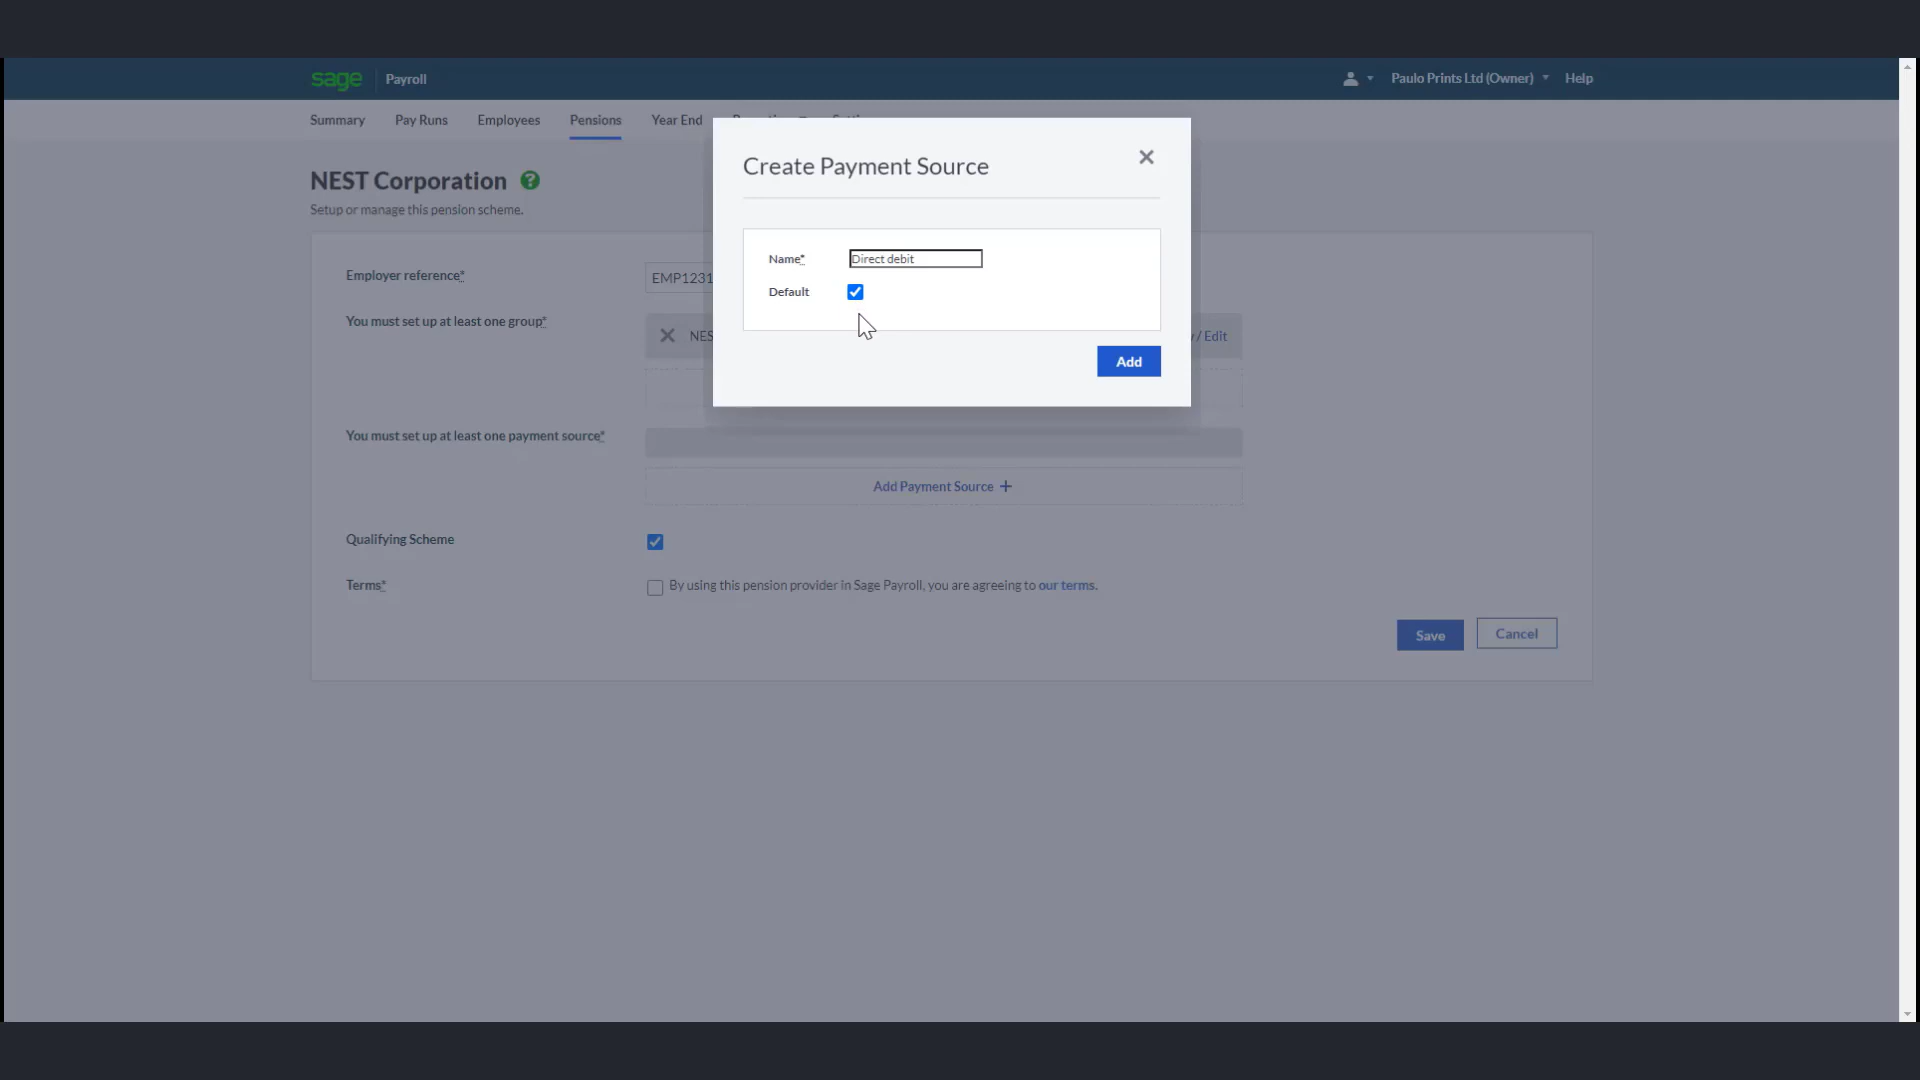 sage Payroll Paulo Prints Ltd (Owner) Help
Summary Pay Runs Employees Pensions Year End
Create Payment Source
NEST Corporation ?
Setup or manage this pension scheme.
Name* Direct debit
Default
Employer reference* EMP1231
You must set up at least one group* NES / Edit
Add
You must set up at least one payment source*
Add Payment Source +
Qualifying Scheme
Terms* By using this pension provider in Sage Payroll, you are agreeing to our terms.
Save Cancel